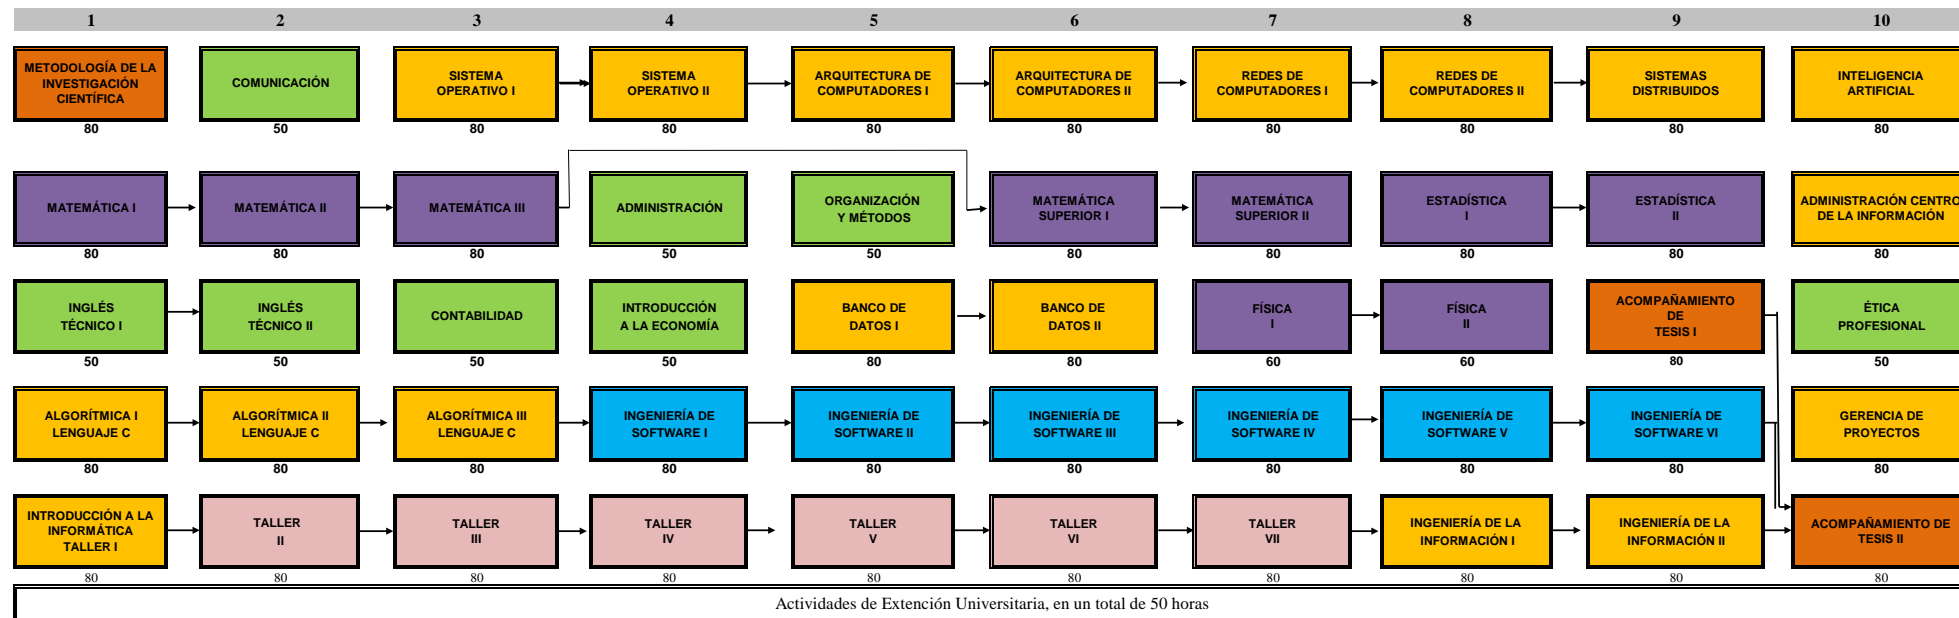 1 2 3 4 5 6 7 8 9 10
METODOLOGÍA DE LA
INVESTIGACIÓN
CIENTÍFICA
COMUNICACIÓN
SISTEMA
OPERATIVO I
SISTEMA
OPERATIVO II
ARQUITECTURA DE
COMPUTADORES I
ARQUITECTURA DE
COMPUTADORES II
REDES DE
COMPUTADORES I
REDES DE
COMPUTADORES II
SISTEMAS
DISTRIBUIDOS
INTELIGENCIA
ARTIFICIAL
80 50 80 80 80 80 80 80 80 80
MATEMÁTICA I
MATEMÁTICA II
MATEMÁTICA III
ADMINISTRACIÓN
ORGANIZACIÓN
Y MÉTODOS
MATEMÁTICA
SUPERIOR I
MATEMÁTICA
SUPERIOR II
ESTADÍSTICA
I
ESTADÍSTICA
II
ADMINISTRACIÓN CENTRO
DE LA INFORMACIÓN
80 80 80 50 50 80 80 80 80 80
INGLÉS
TÉCNICO I
INGLÉS
TÉCNICO II
CONTABILIDAD
INTRODUCCIÓN
A LA ECONOMÍA
BANCO DE
DATOS I
BANCO DE
DATOS II
FÍSICA
I
FÍSICA
II
ACOMPAÑAMIENTO
DE
TESIS I
ÉTICA
PROFESIONAL
50 50 50 50 80 80 60 60 80 50
ALGORÍTMICA I
LENGUAJE C
ALGORÍTMICA II
LENGUAJE C
ALGORÍTMICA III
LENGUAJE C
INGENIERÍA DE
SOFTWARE I
INGENIERÍA DE
SOFTWARE II
INGENIERÍA DE
SOFTWARE III
INGENIERÍA DE
SOFTWARE IV
INGENIERÍA DE
SOFTWARE V
INGENIERÍA DE
SOFTWARE VI
GERENCIA DE
PROYECTOS
80 80 80 80 80 80 80 80 80 80
INTRODUCCIÓN A LA
INFORMÁTICA
TALLER I
TALLER
II
TALLER
III
TALLER
IV
TALLER
V
TALLER
VI
TALLER
VII
INGENIERÍA DE LA
INFORMACIÓN I
INGENIERÍA DE LA
INFORMACIÓN II
ACOMPAÑAMIENTO DE
TESIS II
80 80 80 80 80 80 80 80 80 80
Actividades de Extención Universitaria, en un total de 50 horas